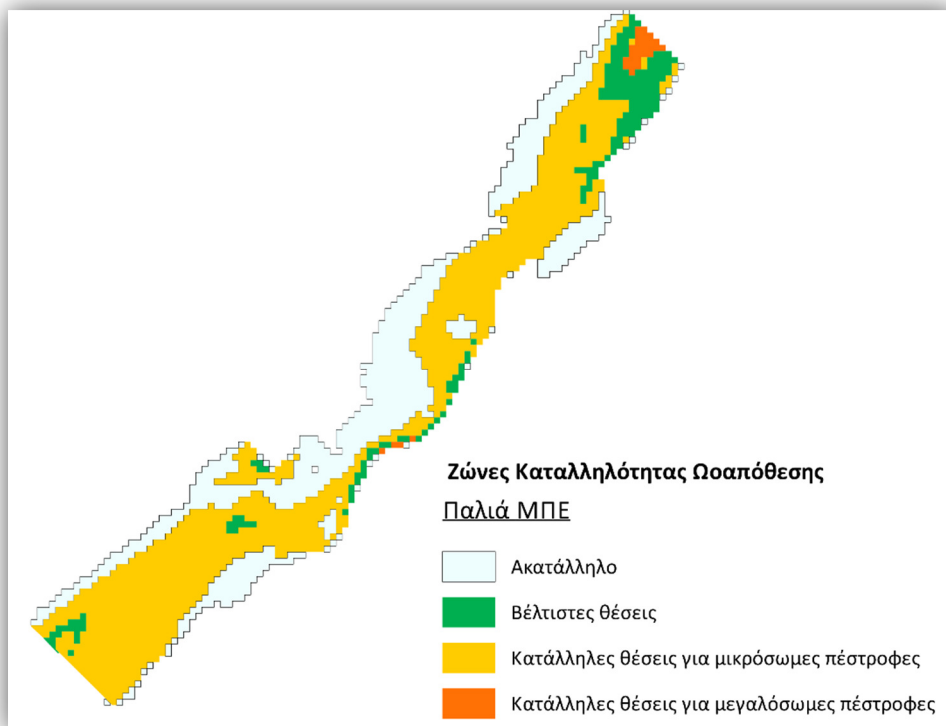 Ζώνες Καταλληλότητας Ωοαπόθεσης
Παλιά ΜΠΕ
Ακατάλληλο
Βέλτιστες θέσεις
Κατάλληλες θέσεις για μικρόσωμες πέστροφες
Κατάλληλες θέσεις για μεγαλόσωμες πέστροφες